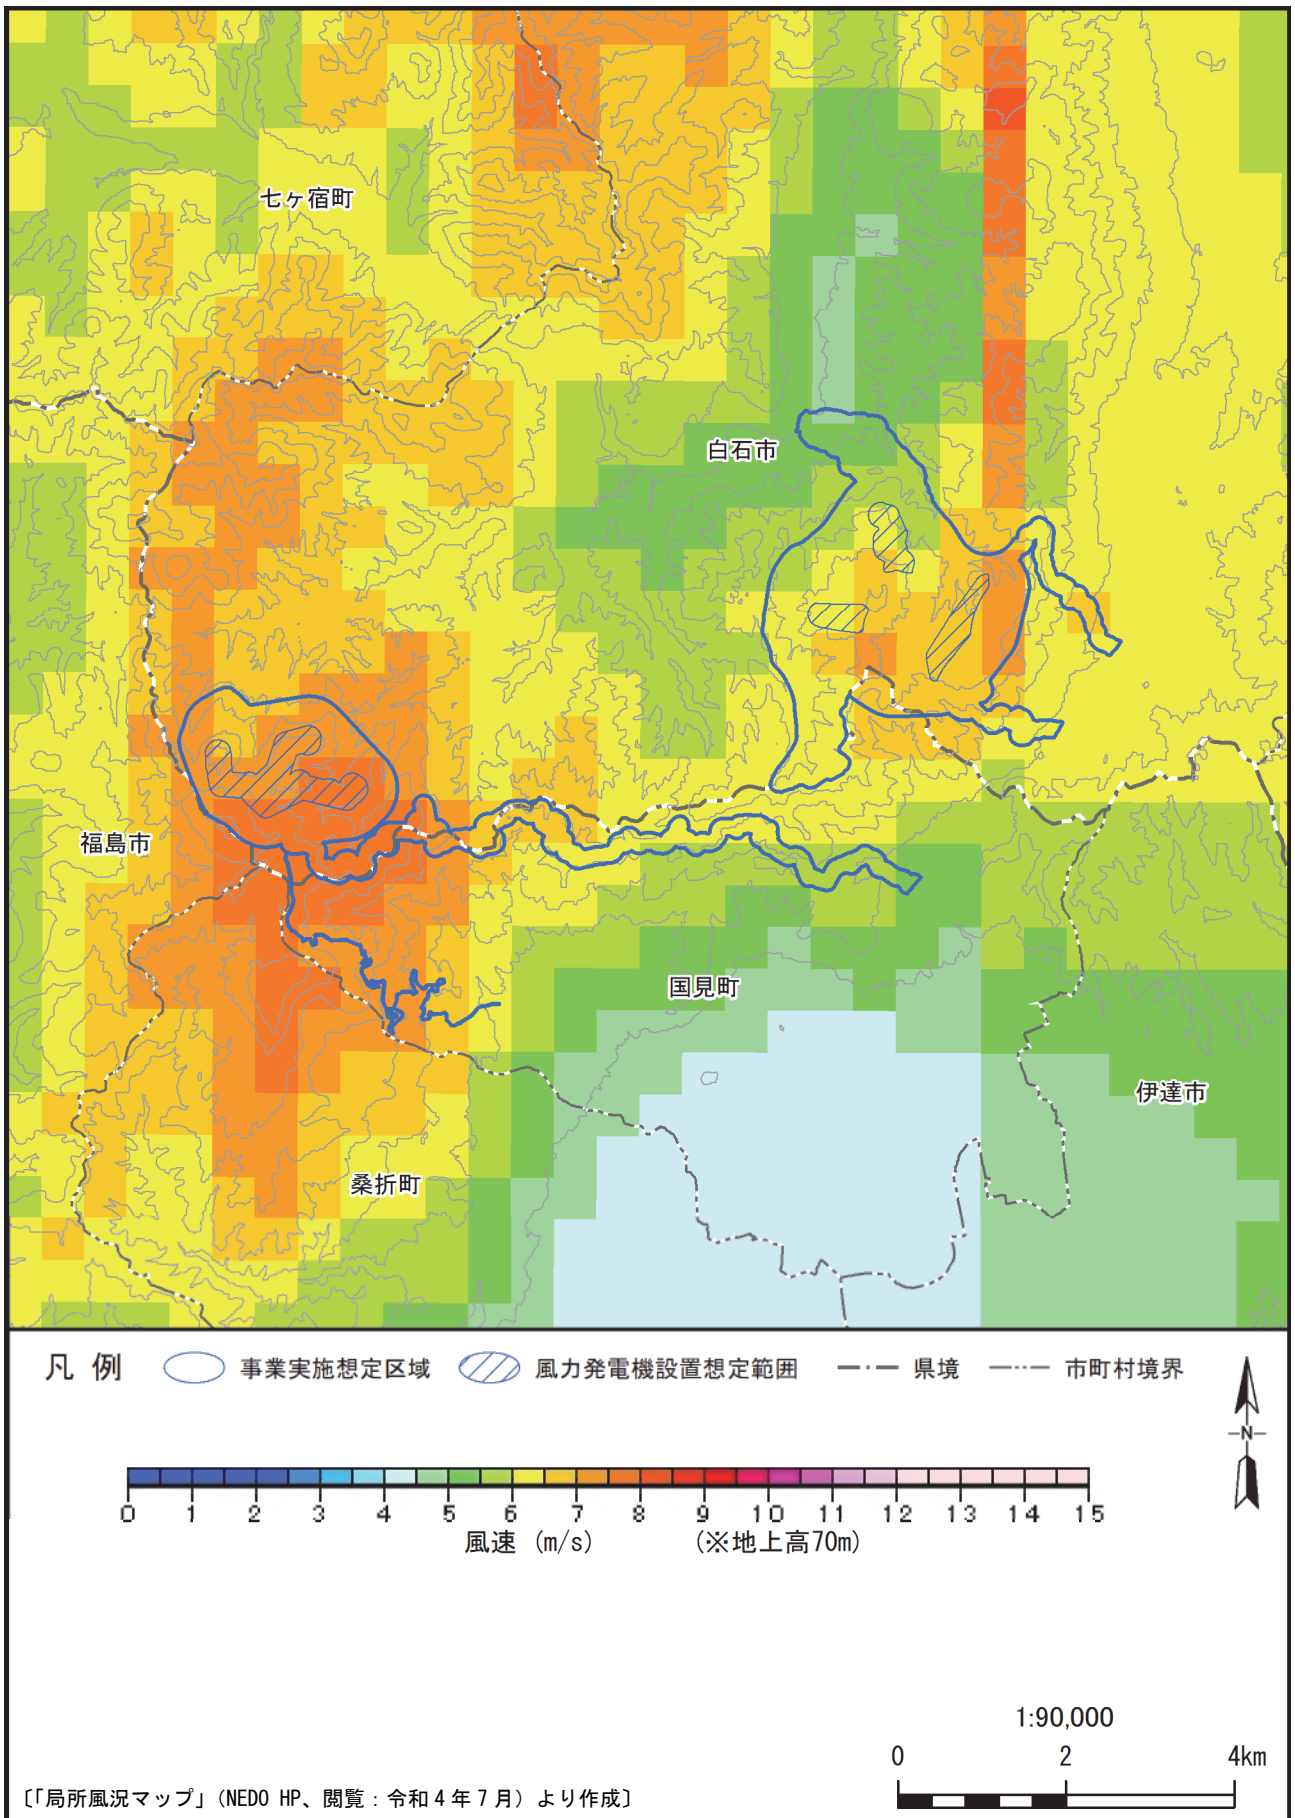 七ヶ宿町
白石市
福島市
国見町
伊達市
桑折町
凡 例 事業実施想定区域 風力発電機設置想定範囲 県境 市町村境界
N
0 1 2 3 4 5 6 7 8 9 10 11 12 13 14 15
風速 (m/s) (※地上高70m)
1:90,000
0 2 4km
〔「局所風況マップ」(NEDO HP、閲覧:令和4年7月)より作成〕